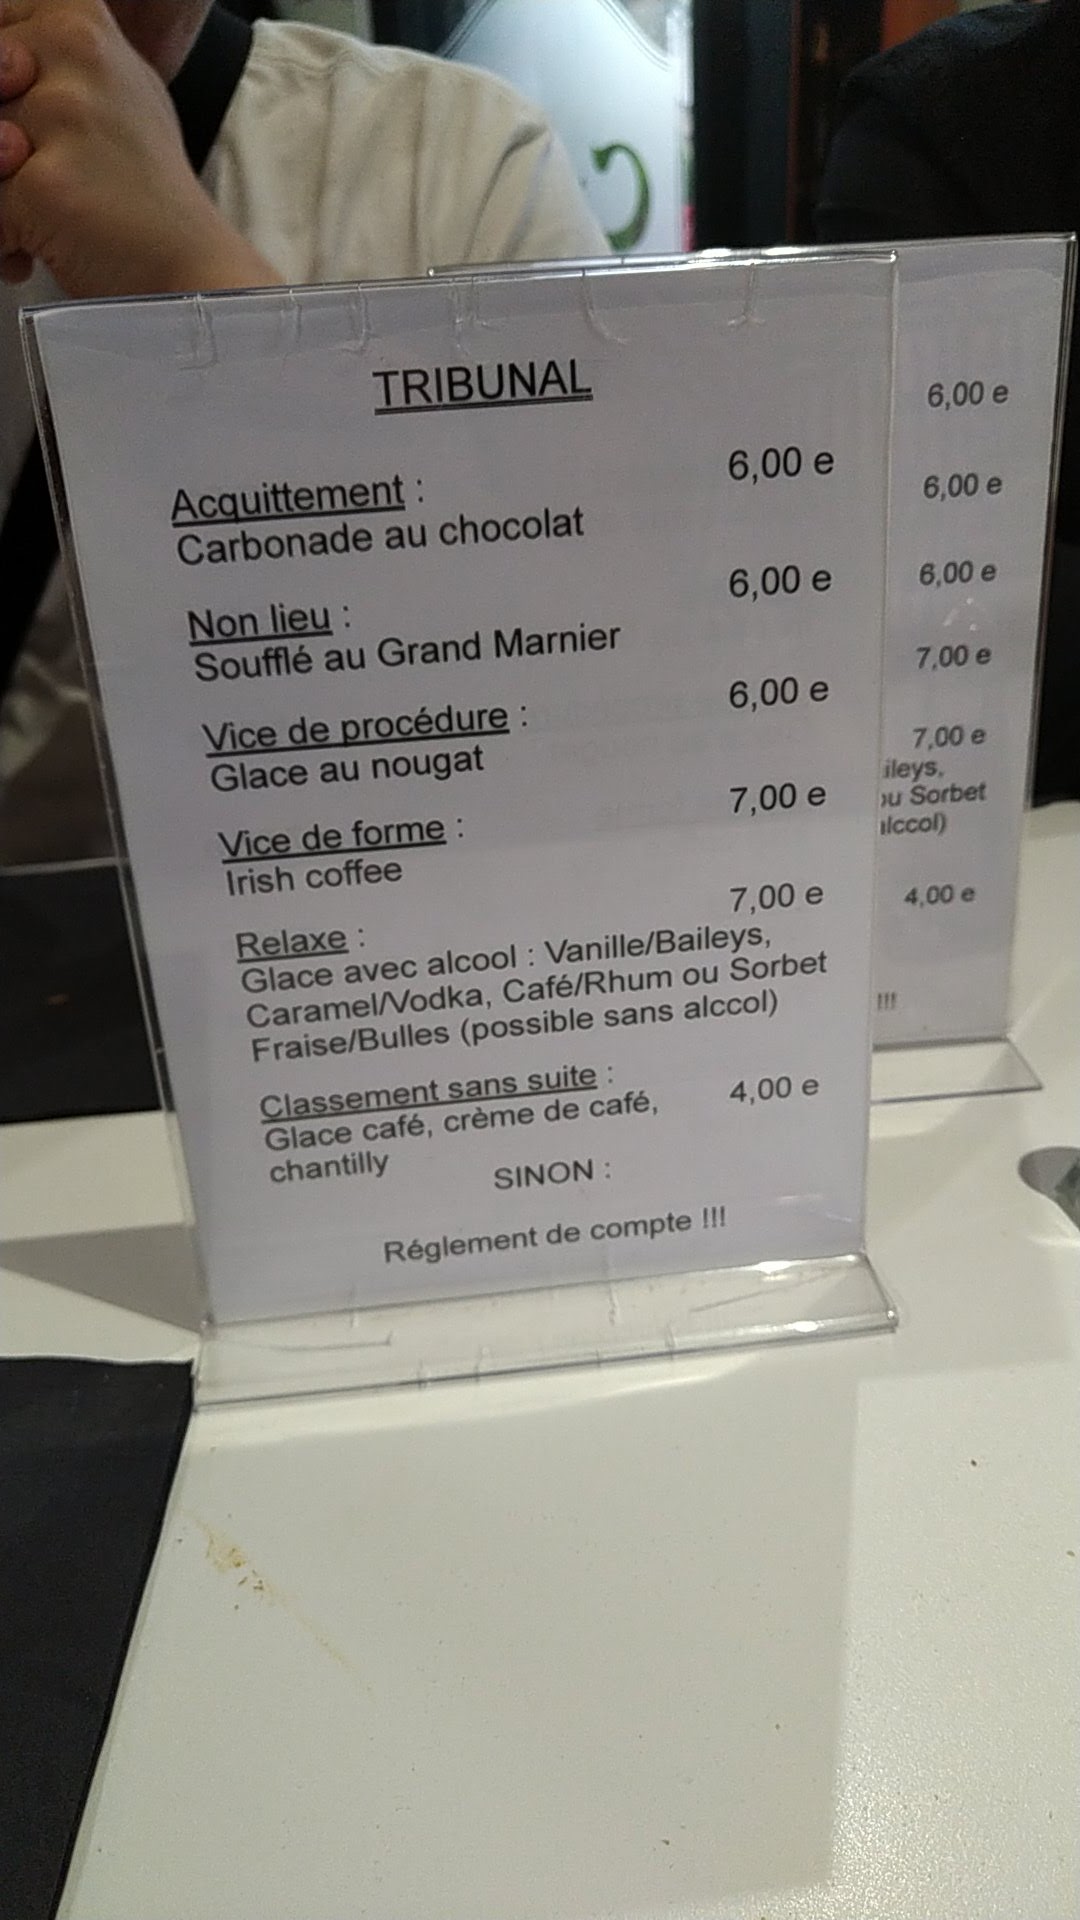 TRIBUNAL
6,00 e
Acquittement :
Carbonade au chocolat
6,00 e
Non lieu :
Soufflé au Grand Marnier
6,00 e
Vice de procédure :
Glace au nougat
7,00 e
Vice de forme :
Irish coffee
7,00 e
Relaxe :
Glace avec alcool : Vanille/Baileys,
Caramel/Vodka, Café/Rhum ou Sorbet
Fraise/Bulles (possible sans alccol)
Classement sans suite :
4,00 e
Glace café, crème de café,
chantilly
SINON :
Réglement de compte !!!
6,00 e
6,00 e
6,00 e
7,00 e
7,00 e
ileys,
ou Sorbet
alccol)
4,00 e
!!!